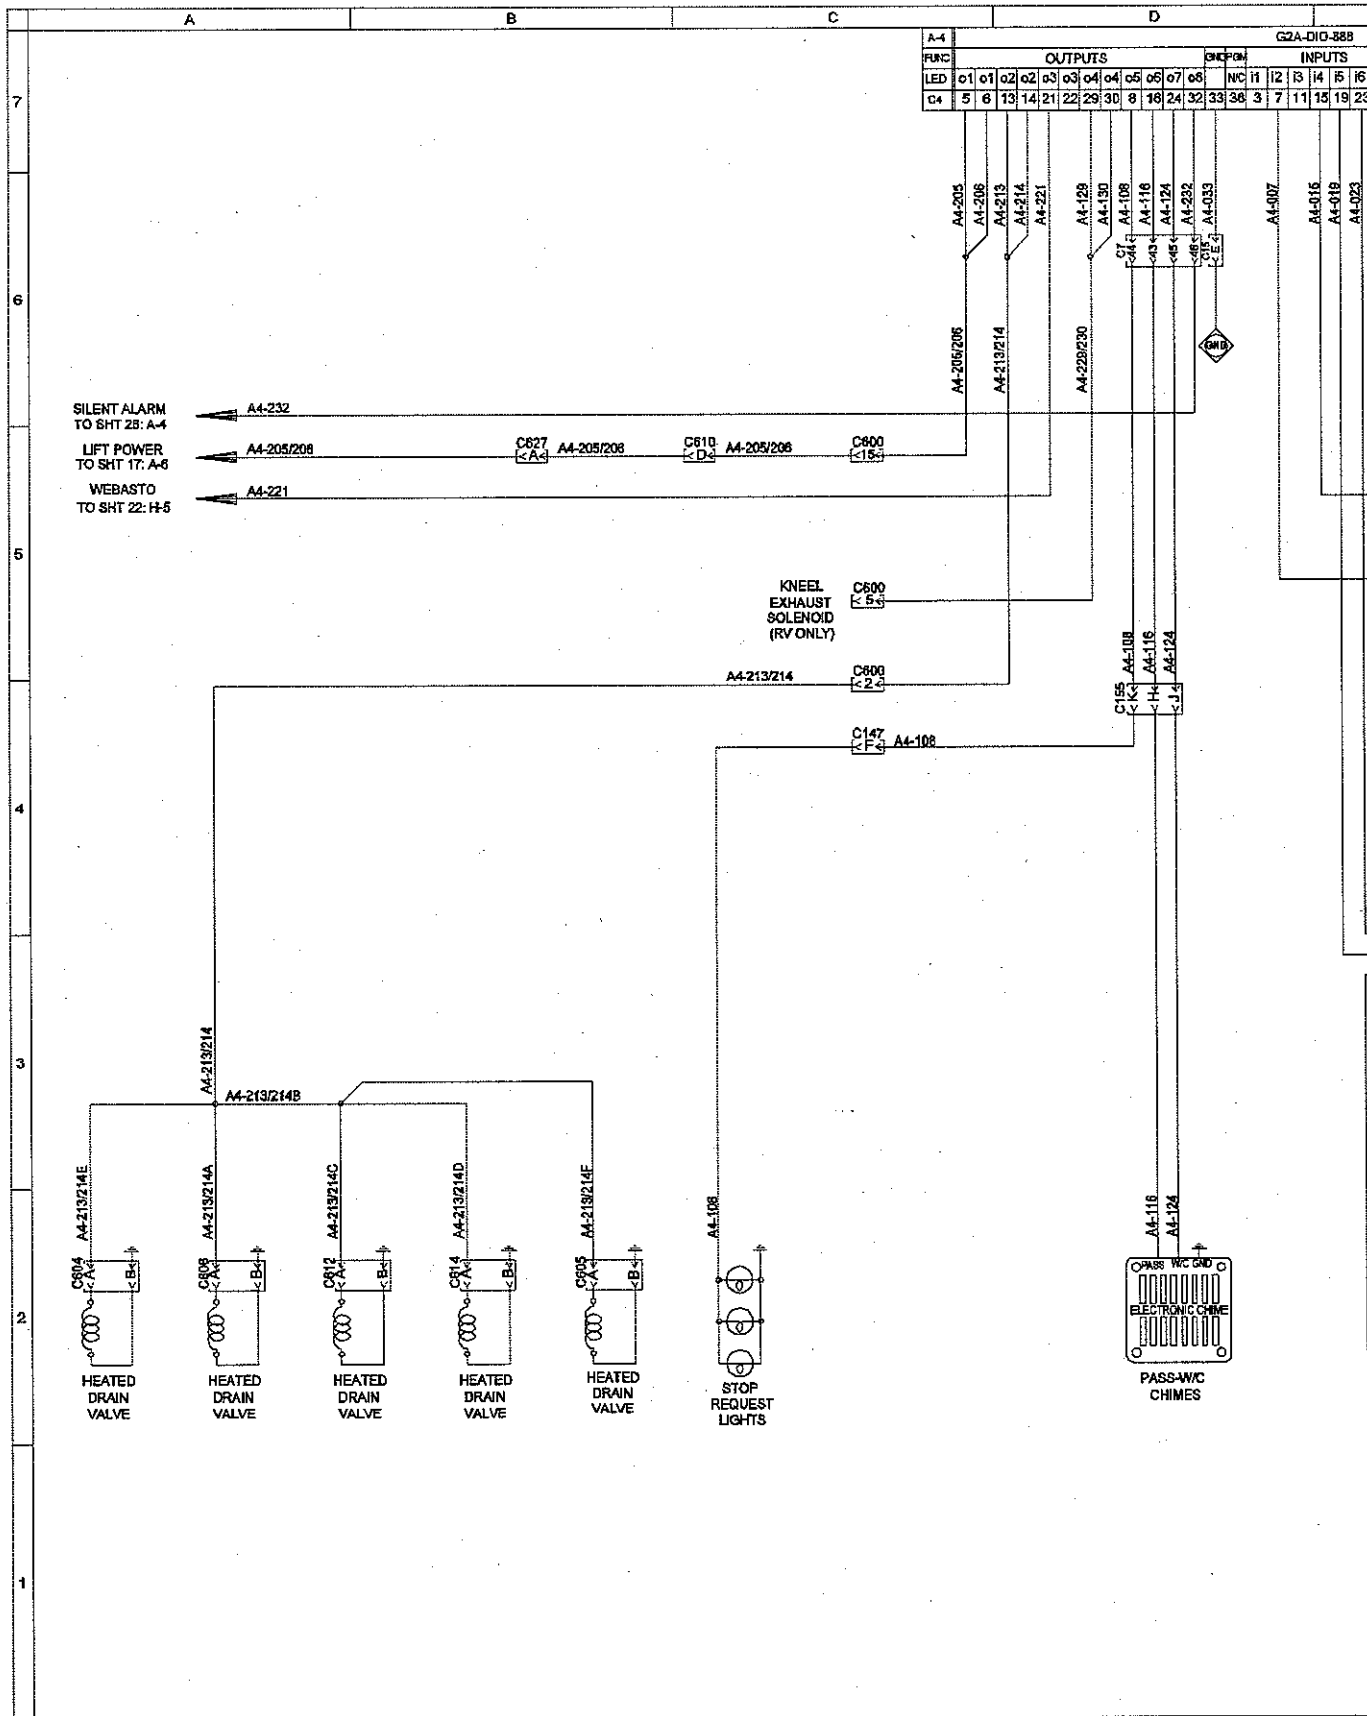 A B C D
A-4 G2A-DIO-888
FUNC OUTPUTS GND PGM INPUTS
LED o1 o1 o2 o2 o3 o3 o4 o4 o5 o6 o7 o8 N/C i1 i2 i3 i4 i5 i6
C4 5 6 13 14 21 22 29 30 8 16 24 32 33 36 3 7 11 15 19 23
7
A4-205
A4-206
A4-213
A4-214
A4-221
A4-129
A4-130
A4-108
A4-116
A4-124
A4-232
A4-033
A4-007
A4-015
A4-019
A4-023
C7 44 43 45 46
C15 E
6
GND
A4-205/206
A4-213/214
A4-229/230
SILENT ALARM
TO SHT 26: A-4
A4-232
LIFT POWER
TO SHT 17: A-6
A4-205/206 C627 A A4-205/206 C610 D A4-205/206 C600 15
WEBASTO
TO SHT 22: H-5
A4-221
5
KNEEL
EXHAUST
SOLENOID
(RV ONLY)
C600
5
A4-108
A4-116
A4-124
A4-213/214 C600 2
C155 K H J
C147
F A4-108
4
3
A4-213/214
A4-213/214B
A4-213/214E
A4-213/214A
A4-213/214C
A4-213/214D
A4-213/214F
A4-108
A4-116
A4-124
C604 A B
C606 A B
C612 A B
C614 A B
C605 A B
PASS W/C GND
ELECTRONIC CHIME
2
HEATED
DRAIN
VALVE
HEATED
DRAIN
VALVE
HEATED
DRAIN
VALVE
HEATED
DRAIN
VALVE
HEATED
DRAIN
VALVE
STOP
REQUEST
LIGHTS
PASS-W/C
CHIMES
1